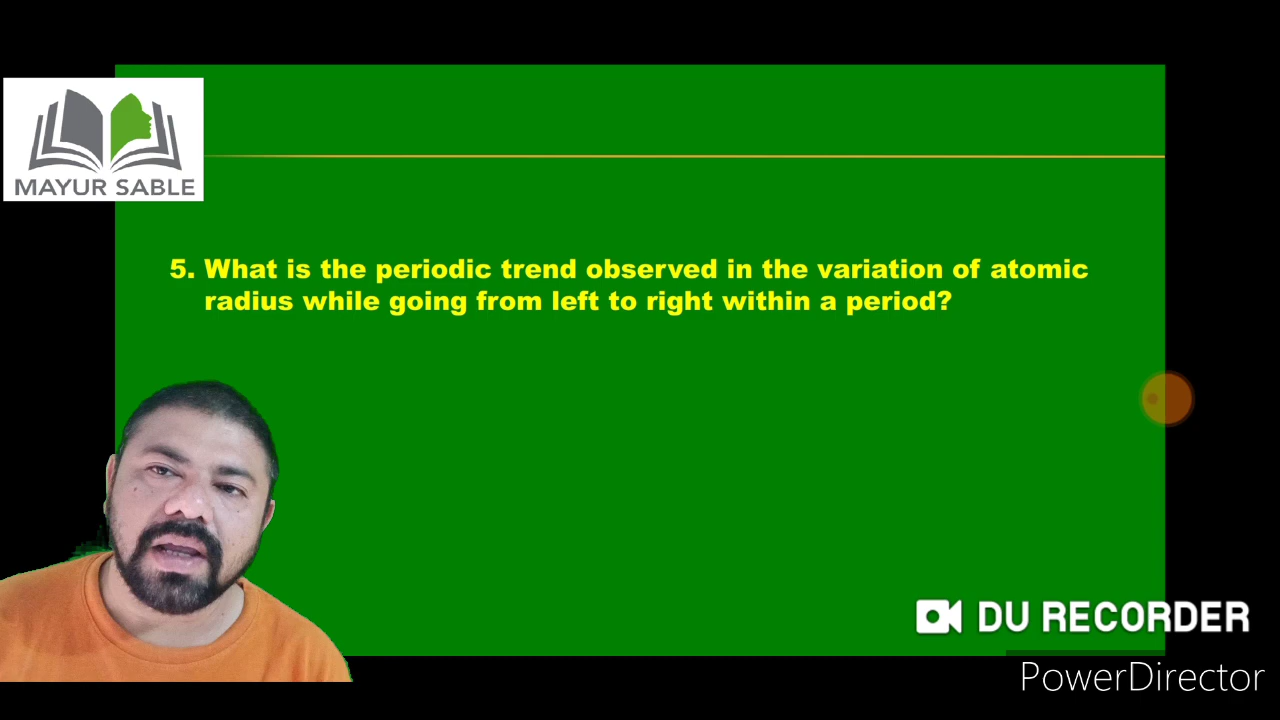 MAYUR SABLE
5. What is the periodic trend observed in the variation of atomic
radius while going from left to right within a period?
DU RECORDER
PowerDirector